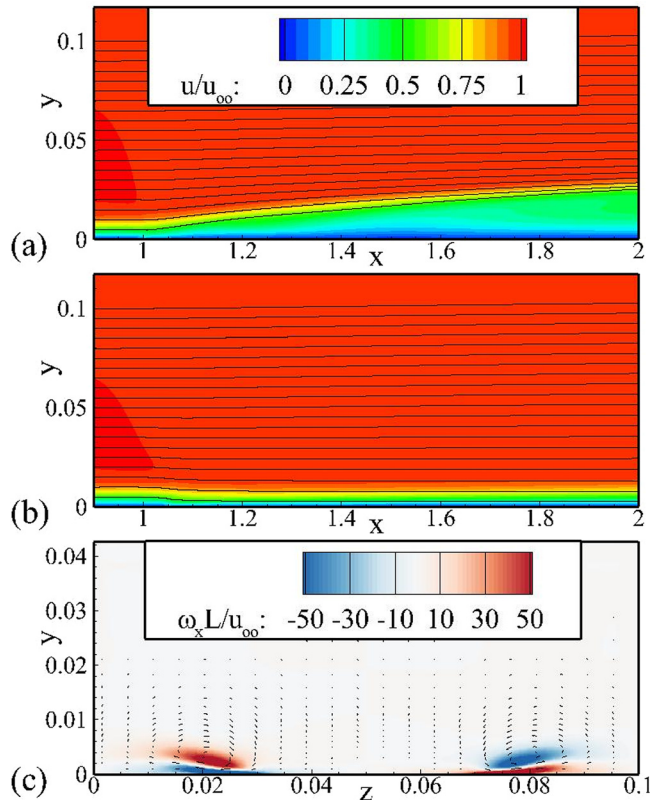 0.1
u/u∞: 0 0.25 0.5 0.75 1
y
0.05
0
1 1.2 1.4 1.6 1.8 2
(a) x
0.1
y
0.05
0
1 1.2 1.4 1.6 1.8 2
(b) x
0.04
ωxL/u∞: -50 -30 -10 10 30 50
y
0.03
0.02
0.01
0
0 0.02 0.04 0.06 0.08 0.1
(c) z